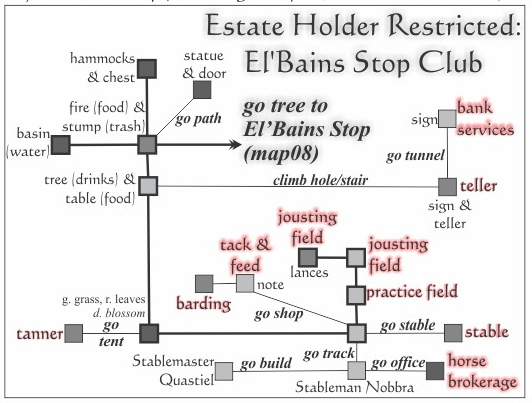 Estate Holder Restricted:
El'Bains Stop Club
hammocks
& chest
statue
& door
fire (food) &
stump (trash)
go path
go tree to
El'Bains Stop
(map08)
basin
(water)
sign
bank
services
go tunnel
tree (drinks) &
table (food)
climb hole/stair
teller
sign &
teller
jousting
field
tack &
feed
jousting
field
lances
note
barding
practice field
go shop
g. grass, r. leaves
d. blossom
tanner
go
tent
go stable
stable
go track
Stablemaster
Quastiel
go build
go office
horse
brokerage
Stableman Nobbra